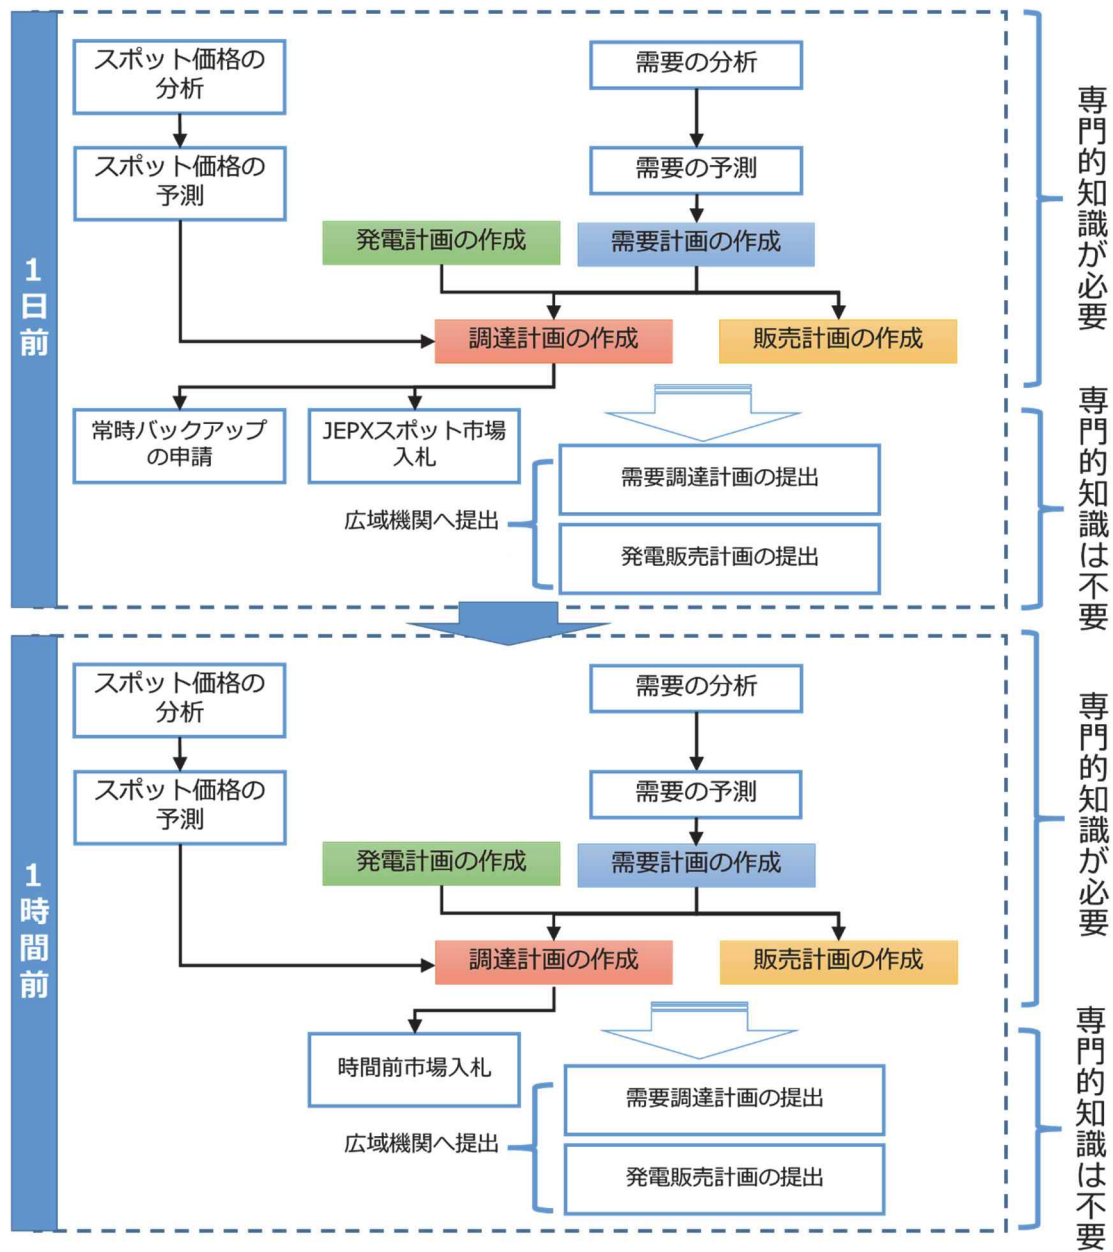 1日前
スポット価格の
分析
需要の分析
スポット価格の
予測
需要の予測
発電計画の作成
需要計画の作成
調達計画の作成
販売計画の作成
常時バックアップ
の申請
JEPXスポット市場
入札
需要調達計画の提出
広域機関へ提出
発電販売計画の提出
専門的知識が必要
専門的知識は不要
1時間前
スポット価格の
分析
需要の分析
スポット価格の
予測
需要の予測
発電計画の作成
需要計画の作成
調達計画の作成
販売計画の作成
時間前市場入札
需要調達計画の提出
広域機関へ提出
発電販売計画の提出
専門的知識が必要
専門的知識は不要